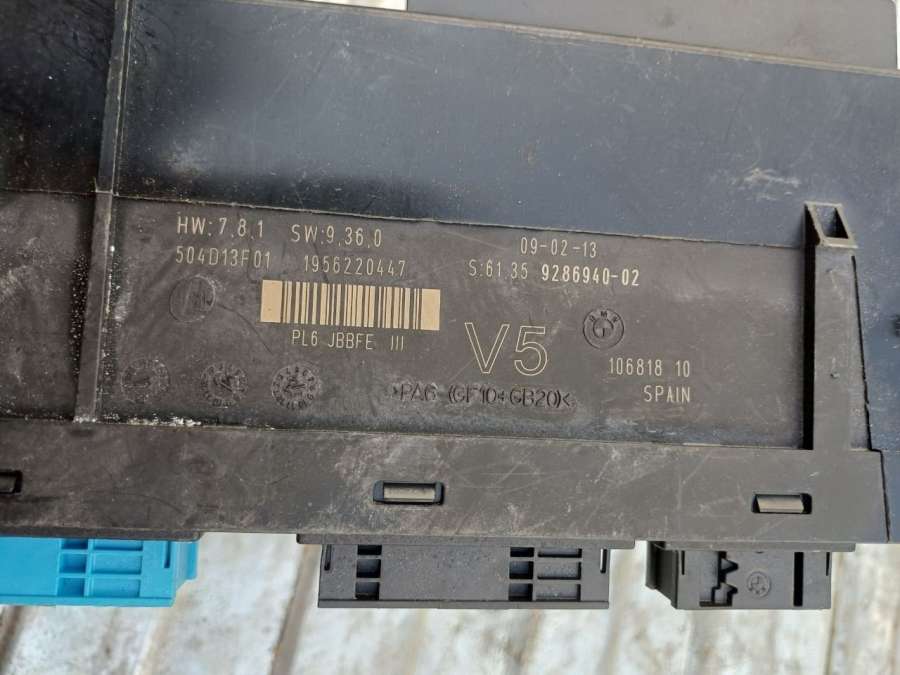 HW:7,8,1 SW:9,36,0 09-02-13
504D13F01 1956220447 S:61.35 9286940-02
PL6 JBBFE III
V5
BMW
106818 10
SPAIN
>PA6 (GF10+GB20)<